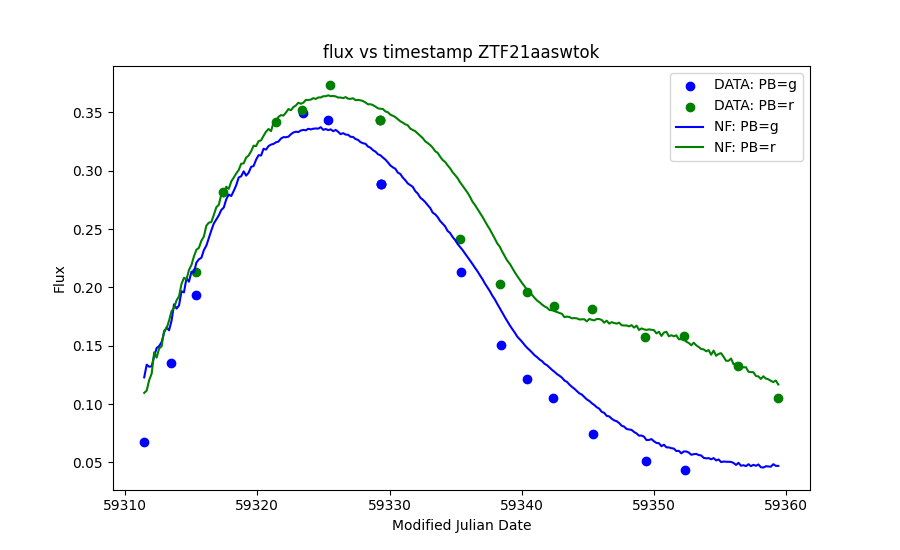 flux vs timestamp ZTF21aaswtok
DATA: PB=g
DATA: PB=r
NF: PB=g
NF: PB=r
0.35
0.30
0.25
0.20
0.15
0.10
0.05
Flux
59310 59320 59330 59340 59350 59360
Modified Julian Date